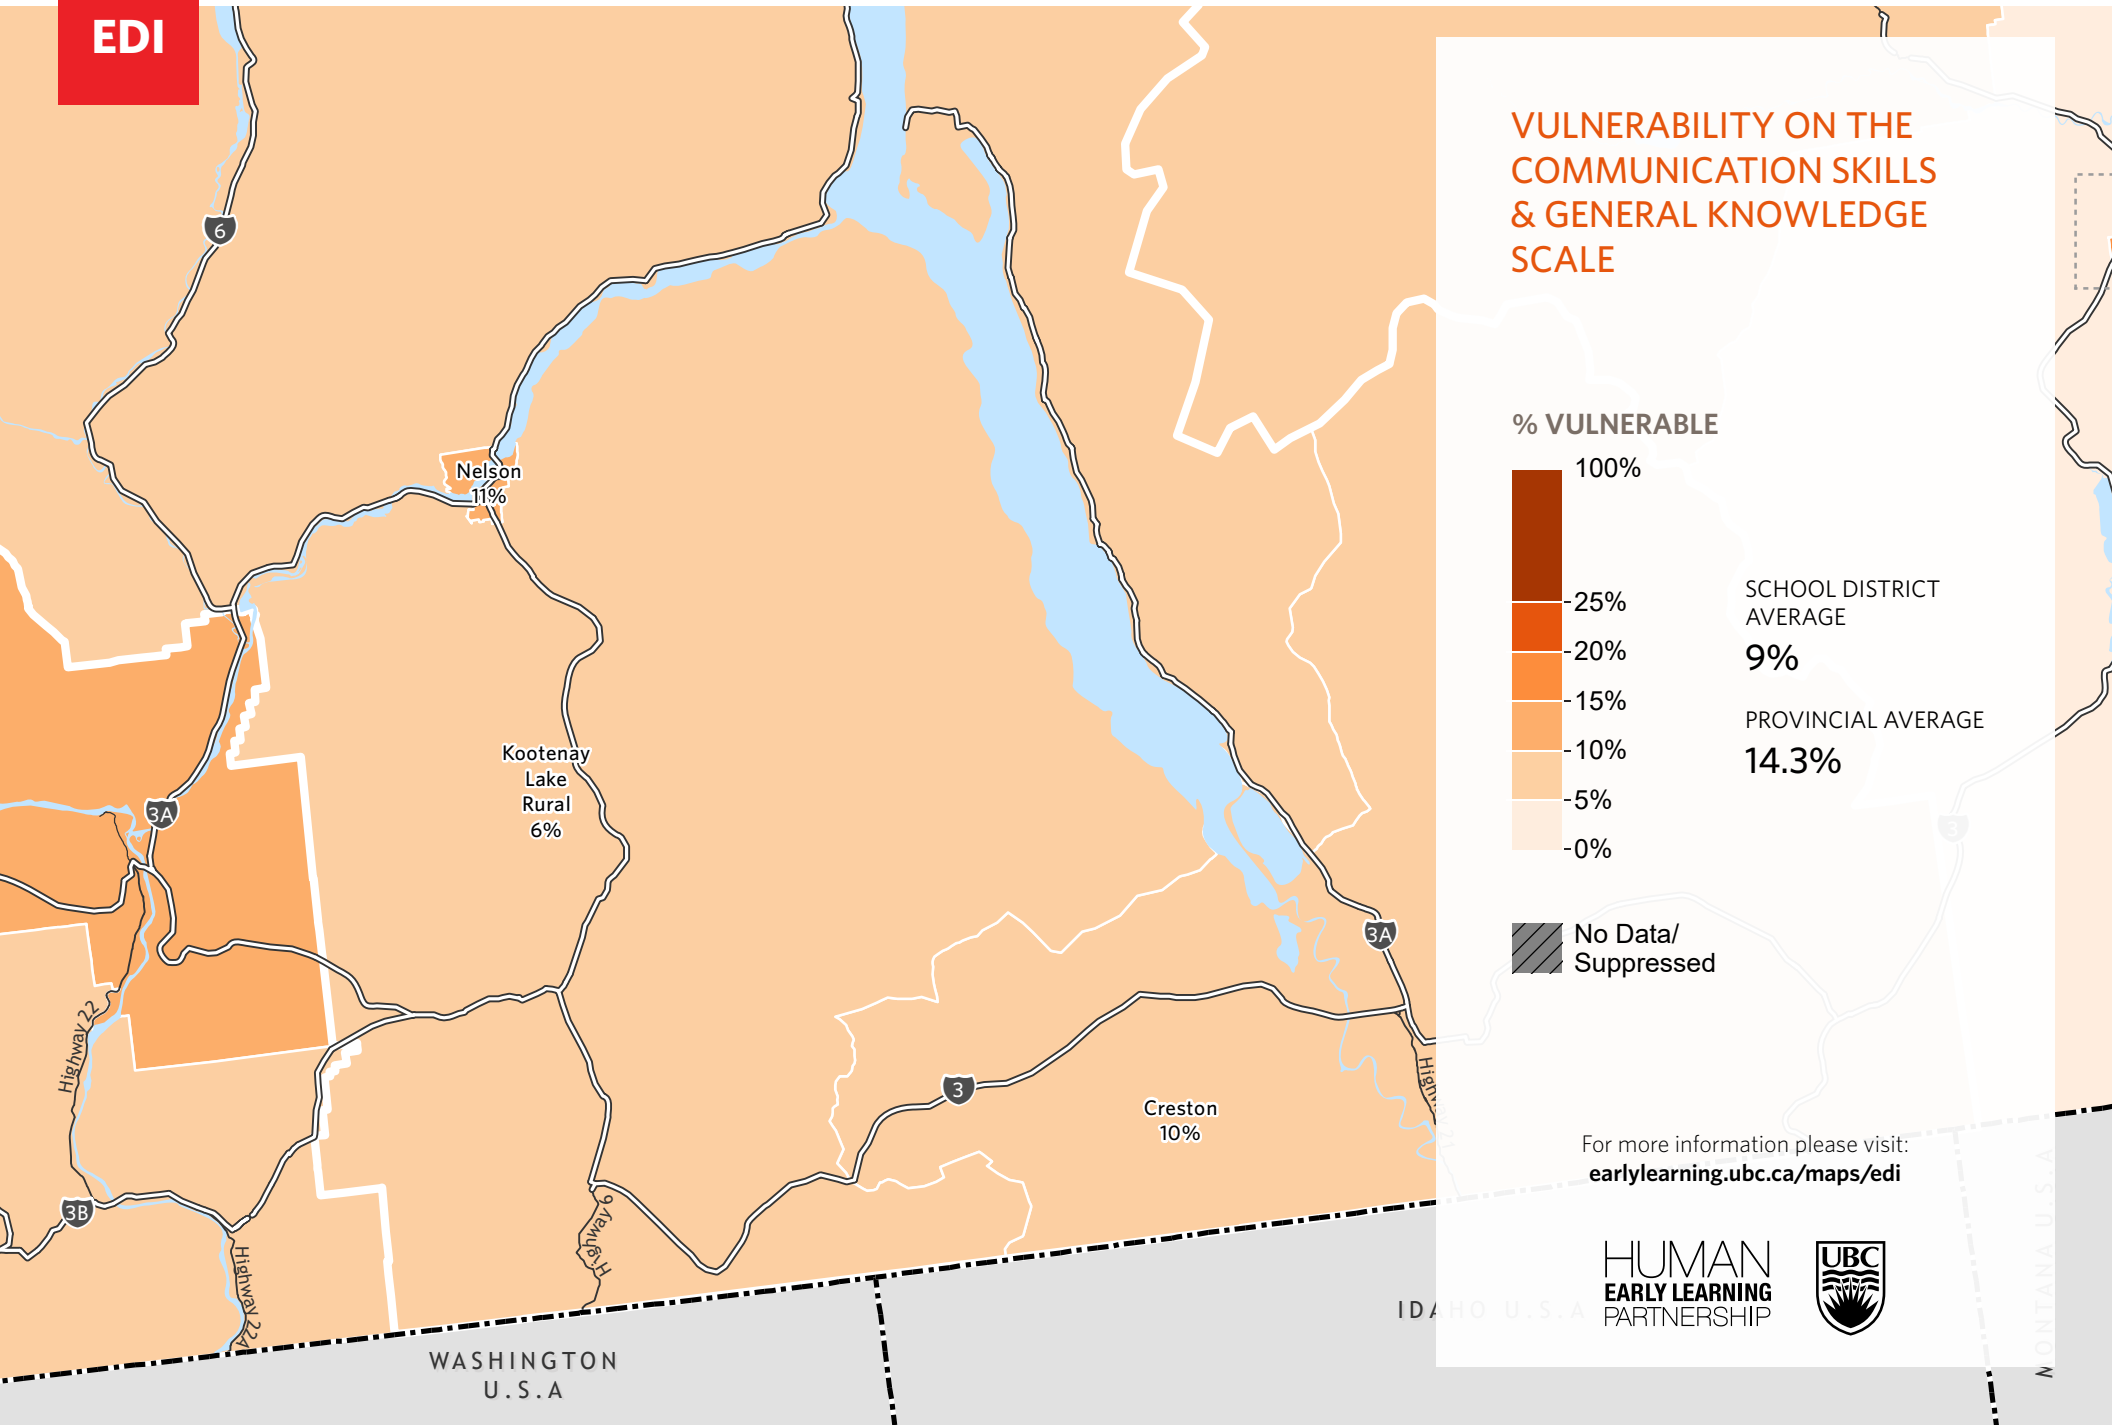 EDI
VULNERABILITY ON THE
COMMUNICATION SKILLS
& GENERAL KNOWLEDGE
SCALE
% VULNERABLE
100%
25%
20%
15%
10%
5%
0%
SCHOOL DISTRICT
AVERAGE
9%
PROVINCIAL AVERAGE
14.3%
No Data/
Suppressed
For more information please visit:
earlylearning.ubc.ca/maps/edi
HUMAN
EARLY LEARNING
PARTNERSHIP
UBC
6
Nelson
11%
Kootenay
Lake
Rural
6%
3A
3A
3
3
Creston
10%
Highway 22
3B
Highway 22A
Highway 6
WASHINGTON
U.S.A
IDAHO U.S.A
MONTANA U.S.A